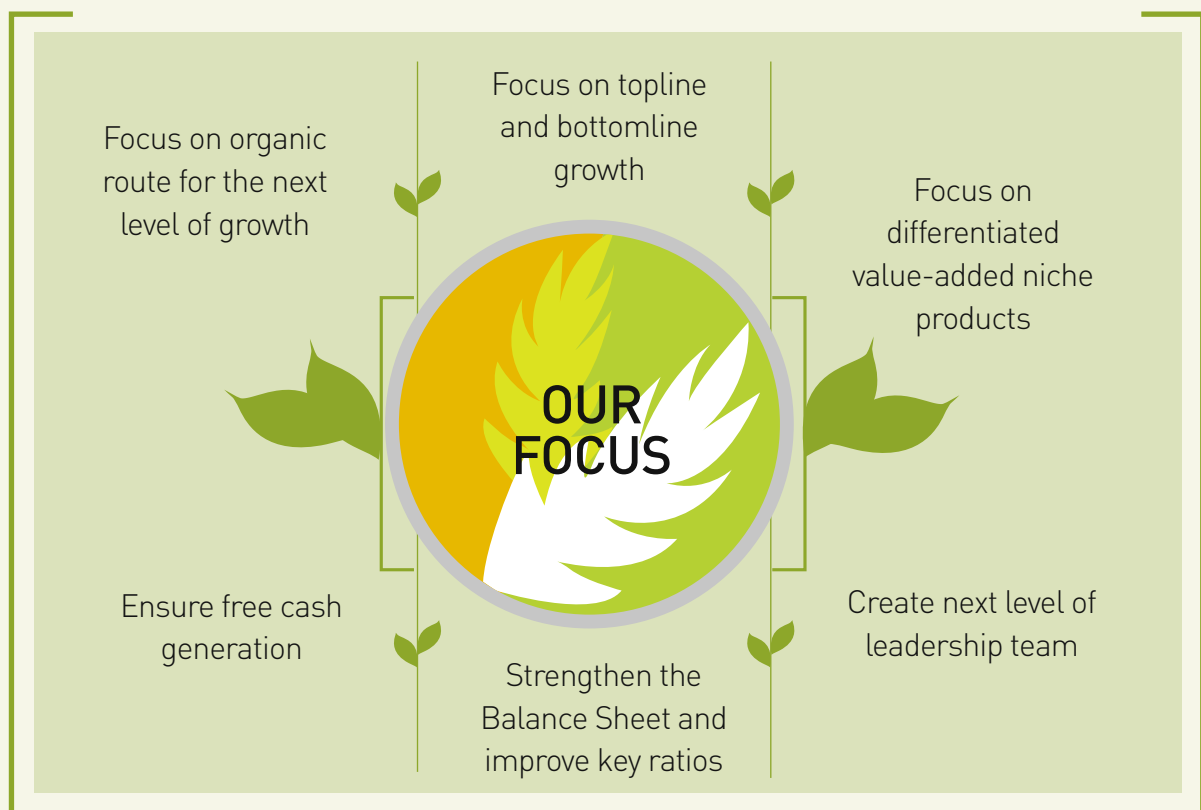 Focus on organic
route for the next
level of growth
Focus on topline
and bottomline
growth
Focus on
differentiated
value-added niche
products
OUR
FOCUS
Ensure free cash
generation
Strengthen the
Balance Sheet and
improve key ratios
Create next level of
leadership team